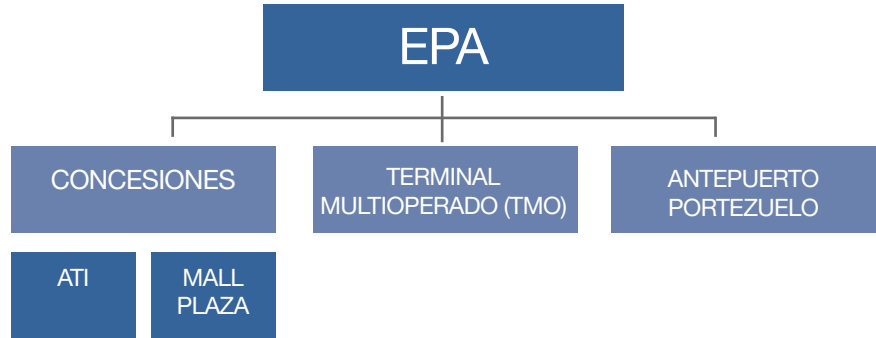 EPA
CONCESIONES
TERMINAL
MULTIOPERADO (TMO)
ANTEPUERTO
PORTEZUELO
ATI
MALL
PLAZA